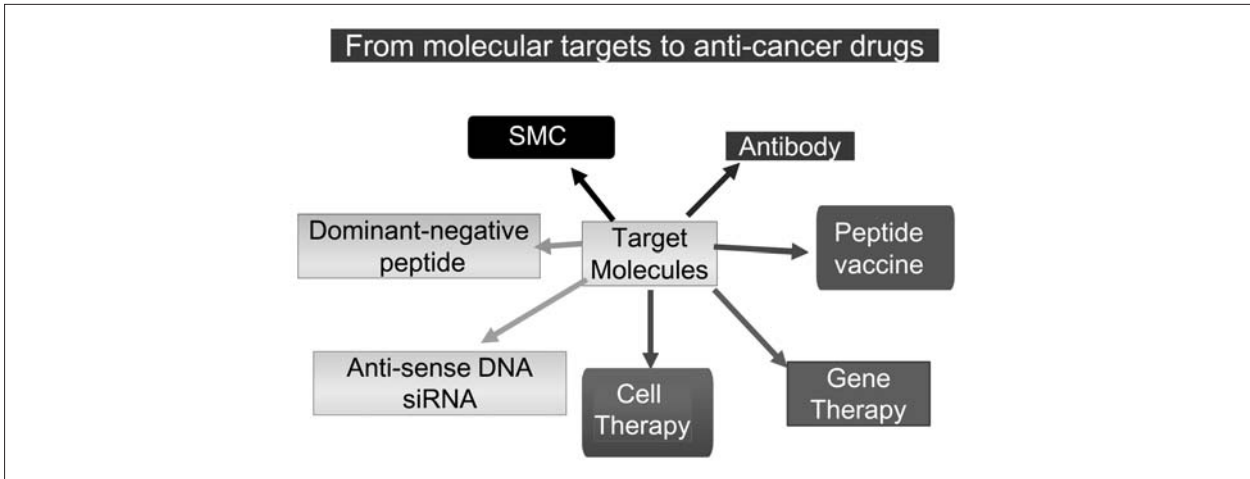 From molecular targets to anti-cancer drugs
SMC
Antibody
Dominant-negative
peptide
Target
Molecules
Peptide
vaccine
Anti-sense DNA
siRNA
Cell
Therapy
Gene
Therapy